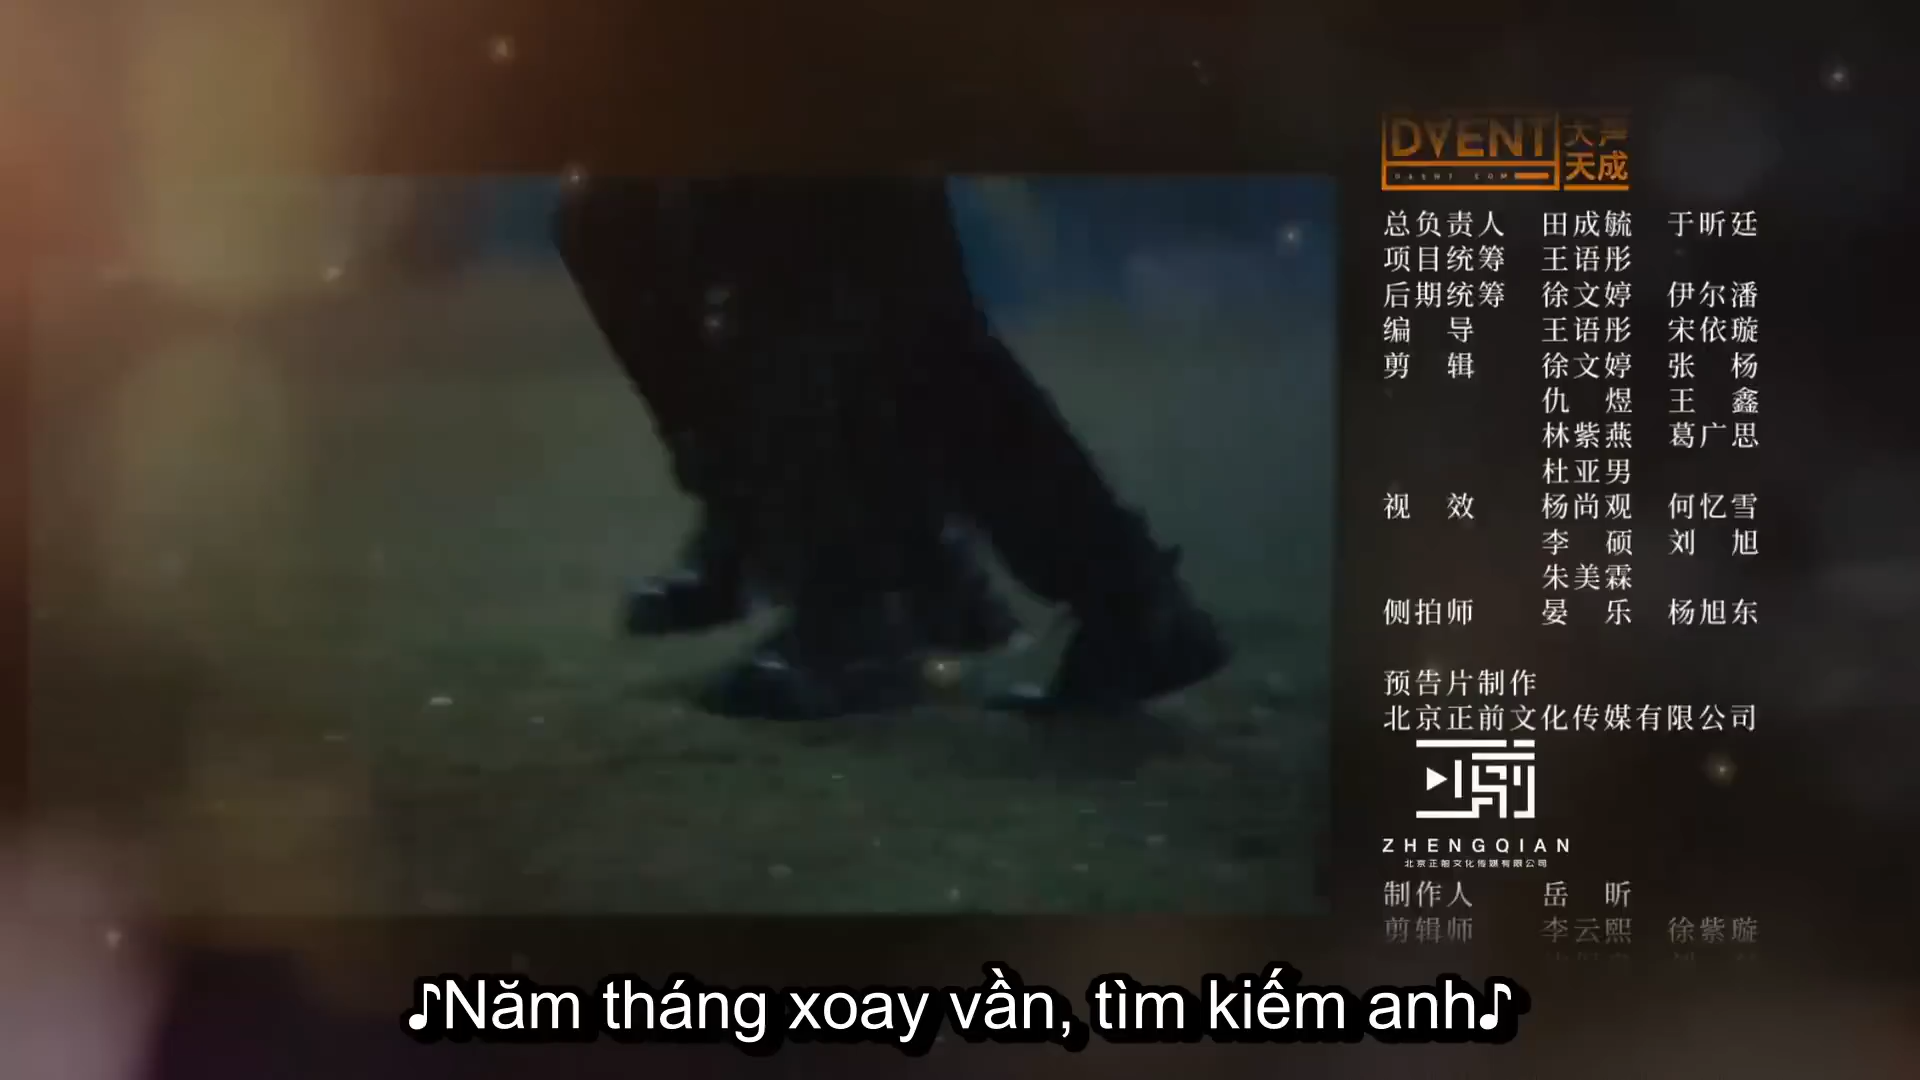 DVENT 大声
DVENT.COM 天成
总负责人 田成毓 于昕廷
项目统筹 王语彤
后期统筹 徐文婷 伊尔潘
编 导 王语彤 宋依璇
剪 辑 徐文婷 张 杨
仇 煜 王 鑫
林紫燕 葛广思
杜亚男
视 效 杨尚观 何忆雪
李 硕 刘 旭
朱美霖
侧拍师 晏 乐 杨旭东
预告片制作
北京正前文化传媒有限公司
ZHENGQIAN
北京正前文化传媒有限公司
制作人 岳 昕
剪辑师 李云熙 徐紫璇
♪Năm tháng xoay vần, tìm kiếm anh♪